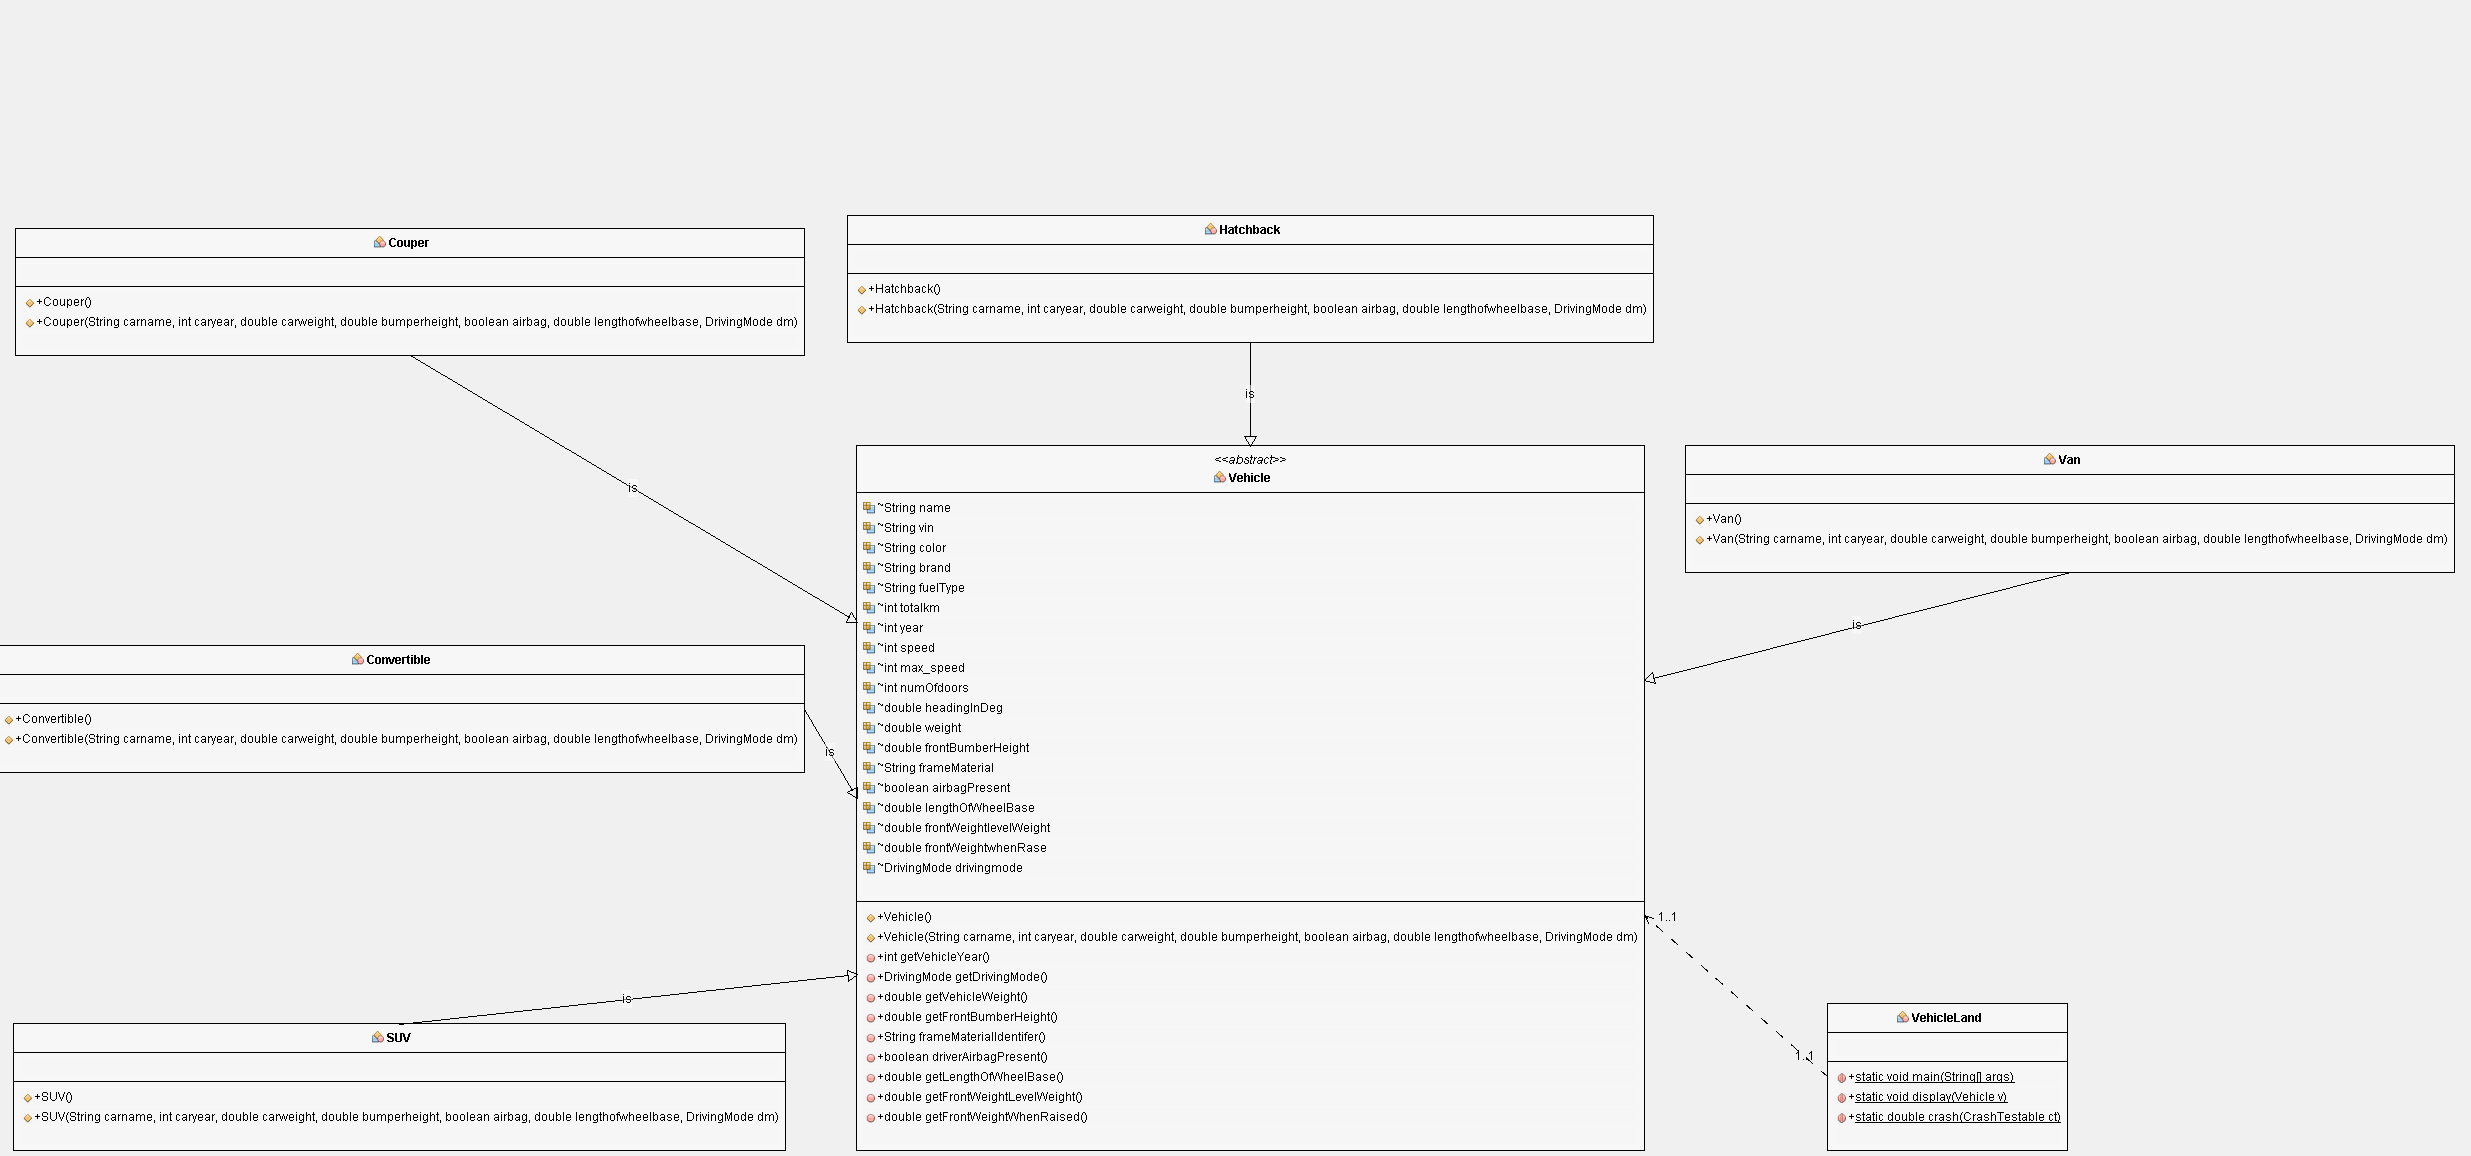 Couper
+Couper()
+Couper(String carname, int caryear, double carweight, double bumperheight, boolean airbag, double lengthofwheelbase, DrivingMode dm)
Hatchback
+Hatchback()
+Hatchback(String carname, int caryear, double carweight, double bumperheight, boolean airbag, double lengthofwheelbase, DrivingMode dm)
is
is
<<abstract>>
Vehicle
~String name
~String vin
~String color
~String brand
~String fuelType
~int totalkm
~int year
~int speed
~int max_speed
~int numOfdoors
~double headingInDeg
~double weight
~double frontBumberHeight
~String frameMaterial
~boolean airbagPresent
~double lengthOfWheelBase
~double frontWeightlevelWeight
~double frontWeightwhenRase
~DrivingMode drivingmode
+Vehicle()
+Vehicle(String carname, int caryear, double carweight, double bumperheight, boolean airbag, double lengthofwheelbase, DrivingMode dm)
+int getVehicleYear()
+DrivingMode getDrivingMode()
+double getVehicleWeight()
+double getFrontBumberHeight()
+String frameMaterialIdentifer()
+boolean driverAirbagPresent()
+double getLengthOfWheelBase()
+double getFrontWeightLevelWeight()
+double getFrontWeightWhenRaised()
Van
+Van()
+Van(String carname, int caryear, double carweight, double bumperheight, boolean airbag, double lengthofwheelbase, DrivingMode dm)
is
Convertible
+Convertible()
+Convertible(String carname, int caryear, double carweight, double bumperheight, boolean airbag, double lengthofwheelbase, DrivingMode dm)
is
is
SUV
+SUV()
+SUV(String carname, int caryear, double carweight, double bumperheight, boolean airbag, double lengthofwheelbase, DrivingMode dm)
1..1
1..1
VehicleLand
+static void main(String[] args)
+static void display(Vehicle v)
+static double crash(CrashTestable ct)